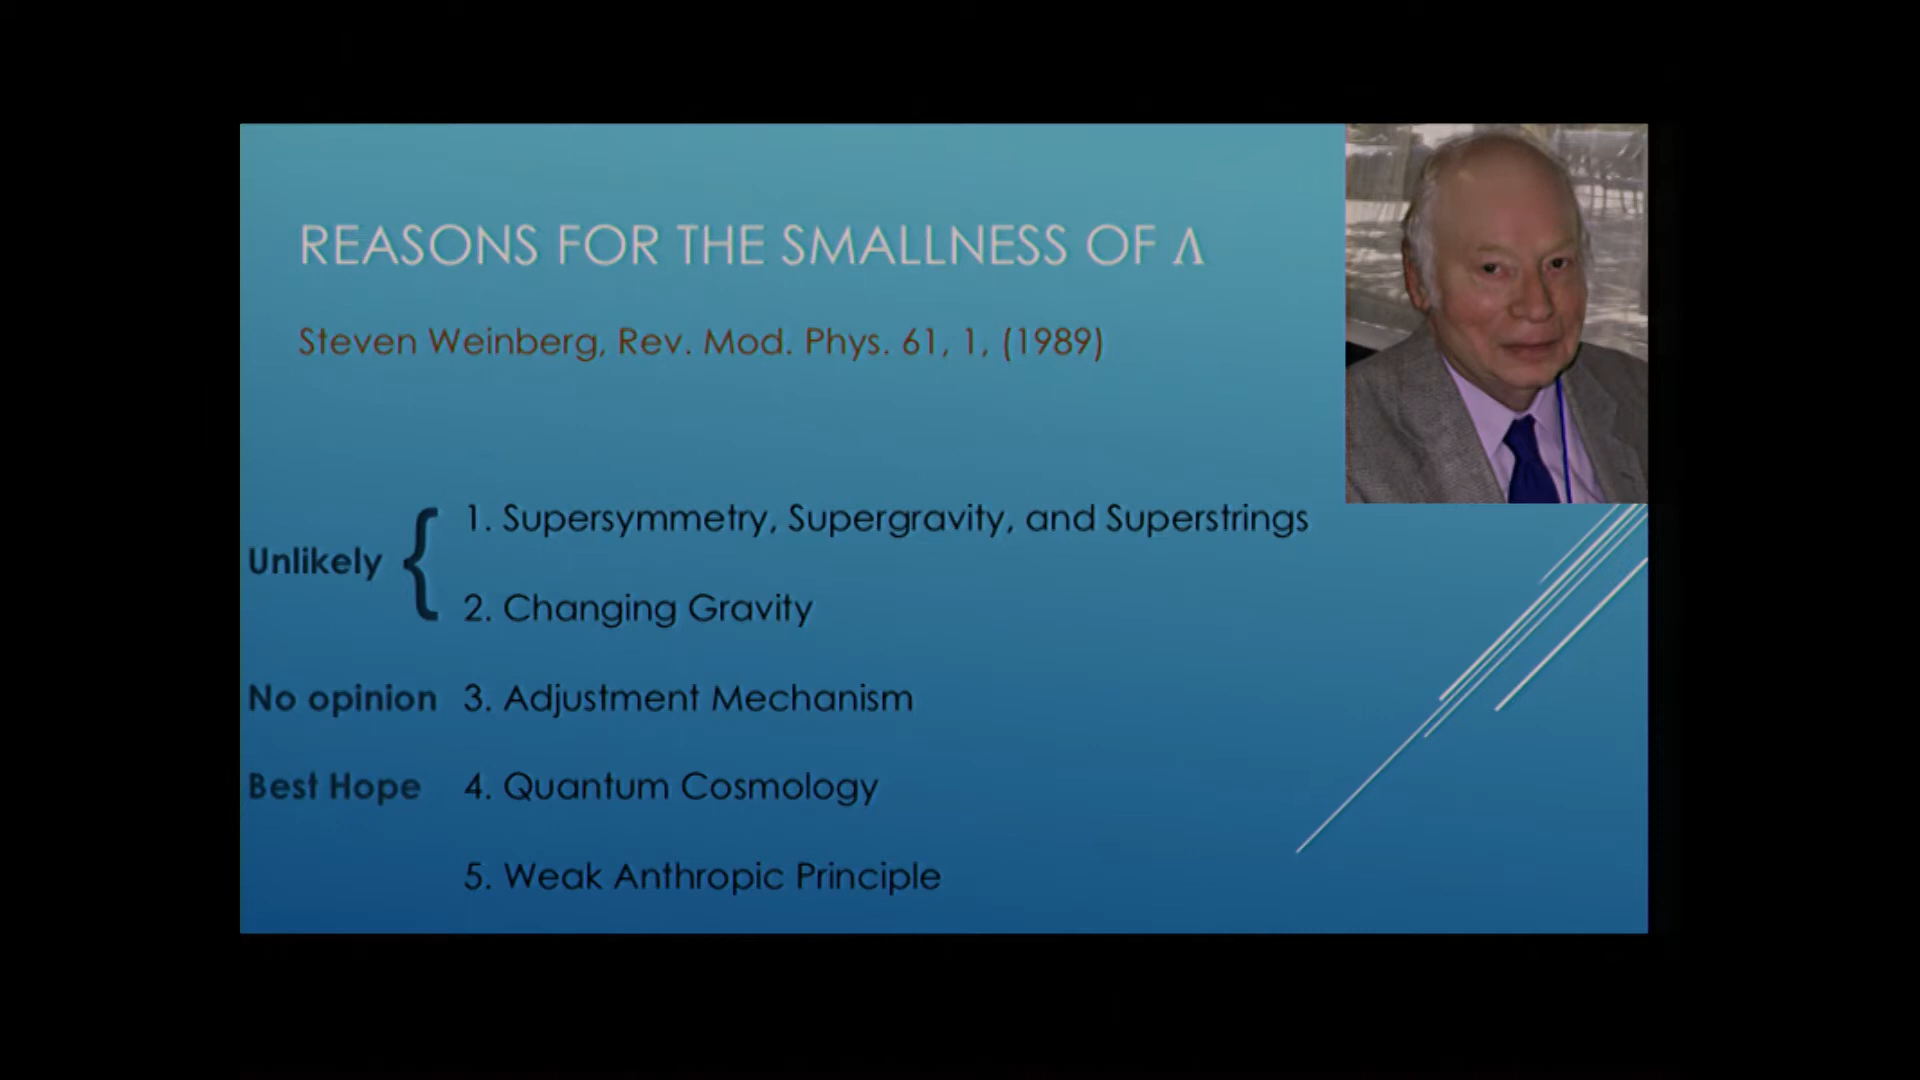 REASONS FOR THE SMALLNESS OF Λ
Steven Weinberg, Rev. Mod. Phys. 61, 1, (1989)
Unlikely { 1. Supersymmetry, Supergravity, and Superstrings
2. Changing Gravity
No opinion 3. Adjustment Mechanism
Best Hope 4. Quantum Cosmology
5. Weak Anthropic Principle